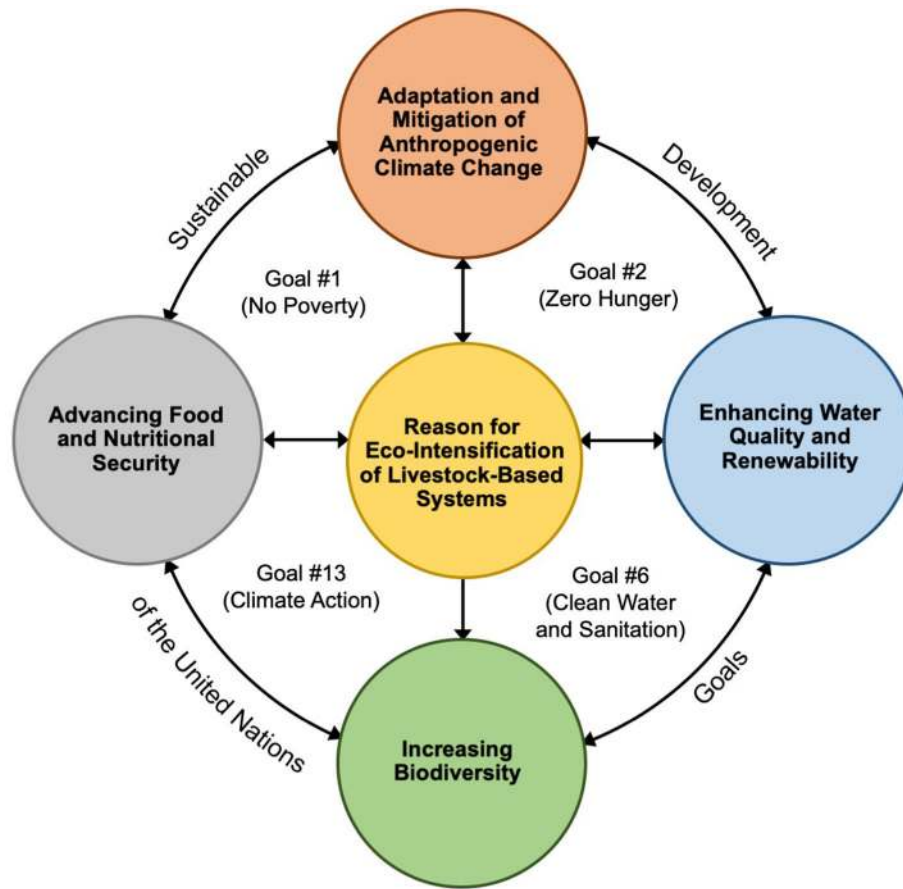 Adaptation and
Mitigation of
Anthropogenic
Climate Change
Sustainable
Development
Goal #1
(No Poverty)
Goal #2
(Zero Hunger)
Advancing Food
and Nutritional
Security
Reason for
Eco-Intensification
of Livestock-Based
Systems
Enhancing Water
Quality and
Renewability
Goal #13
(Climate Action)
Goal #6
(Clean Water
and Sanitation)
of the United Nations
Goals
Increasing
Biodiversity